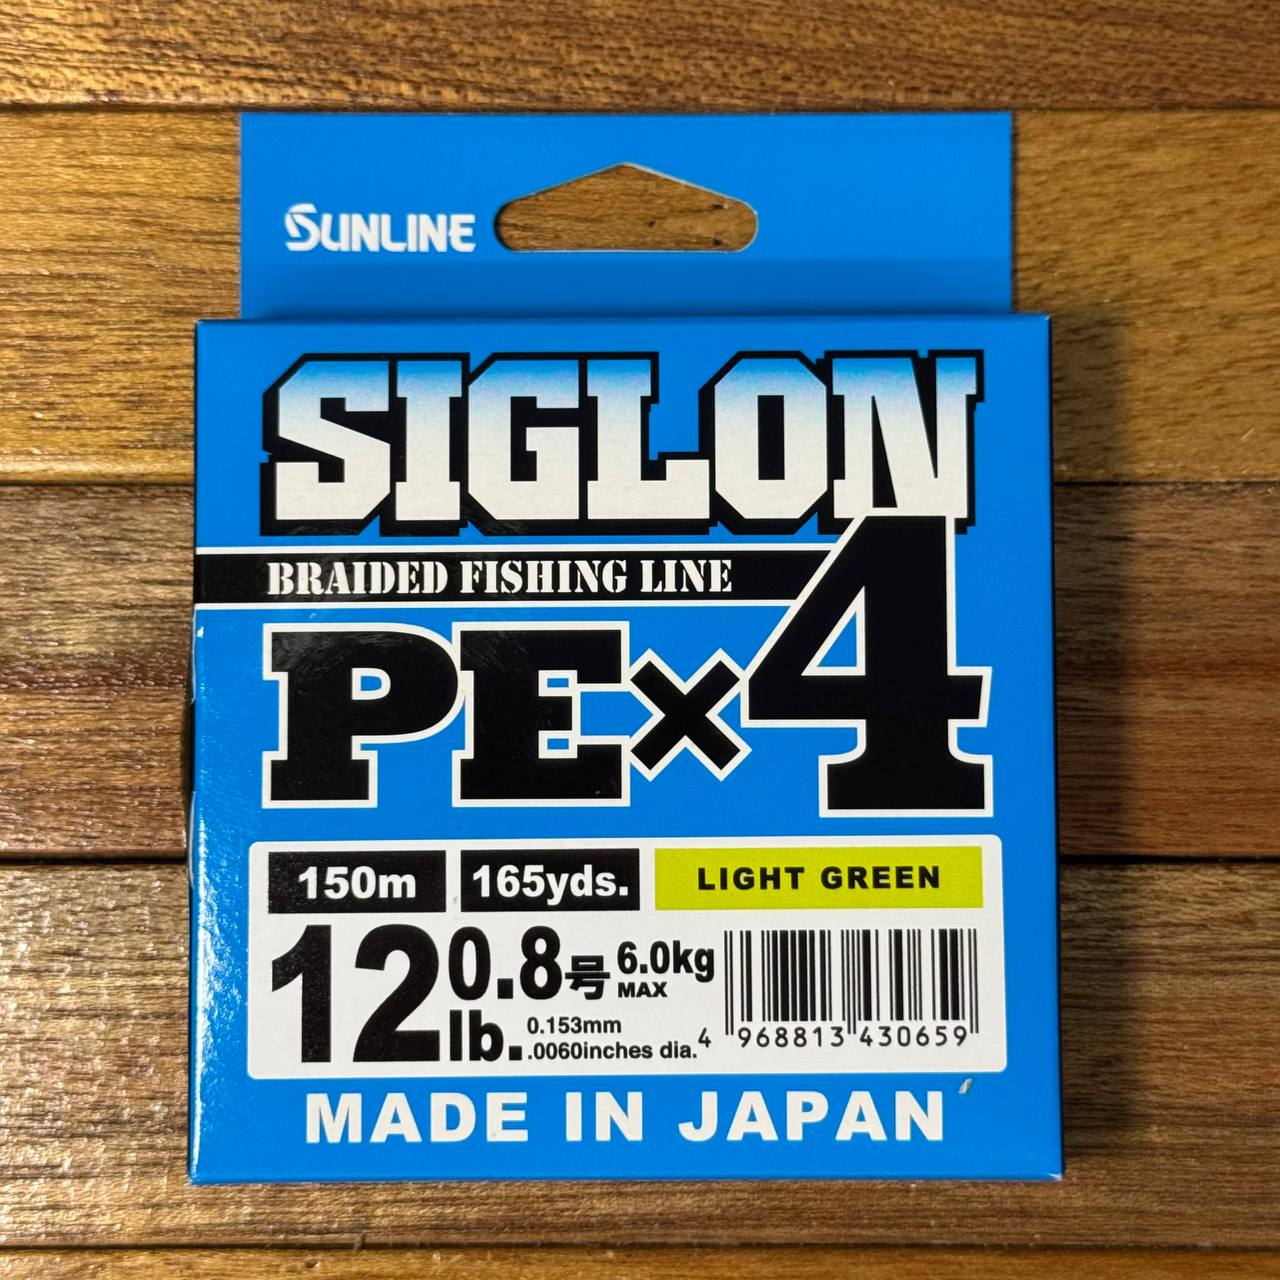 SUNLINE
SIGLON
BRAIDED FISHING LINE
PE×4
150m 165yds. LIGHT GREEN
12lb. 0.8号 6.0kg MAX
0.153mm
.0060inches dia.
4 968813 430659
MADE IN JAPAN